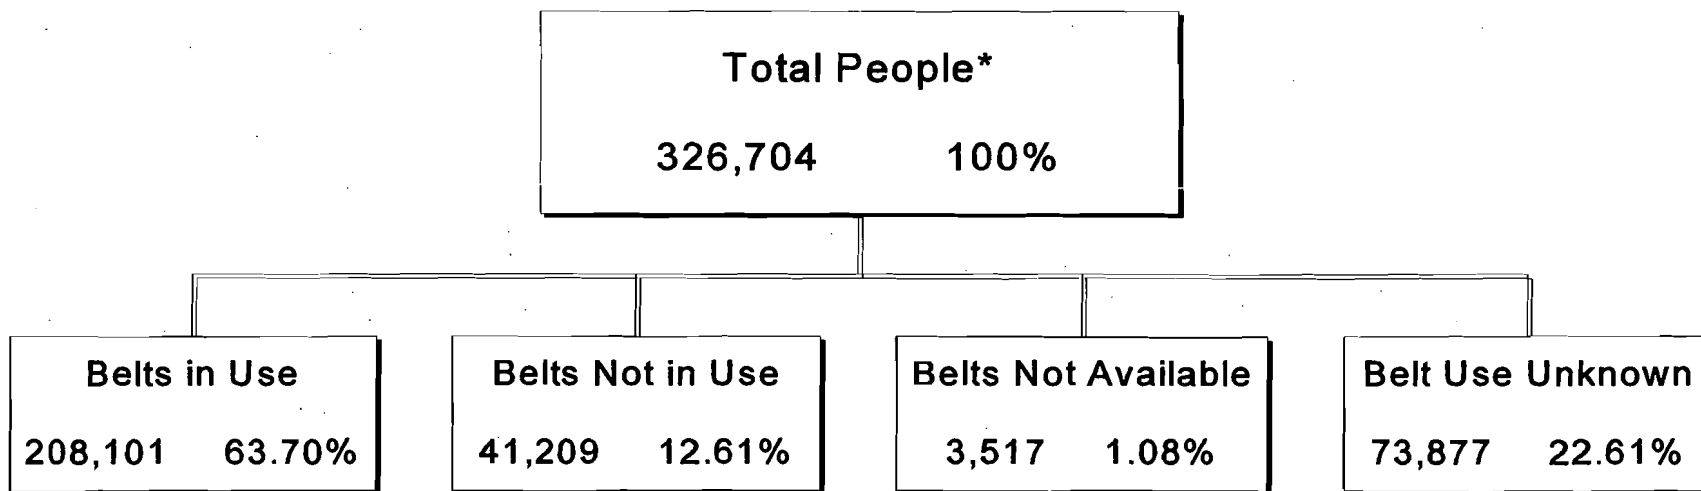 Total People*
326,704 100%
Belts in Use
208,101 63.70%
Belts Not in Use
41,209 12.61%
Belts Not Available
3,517 1.08%
Belt Use Unknown
73,877 22.61%